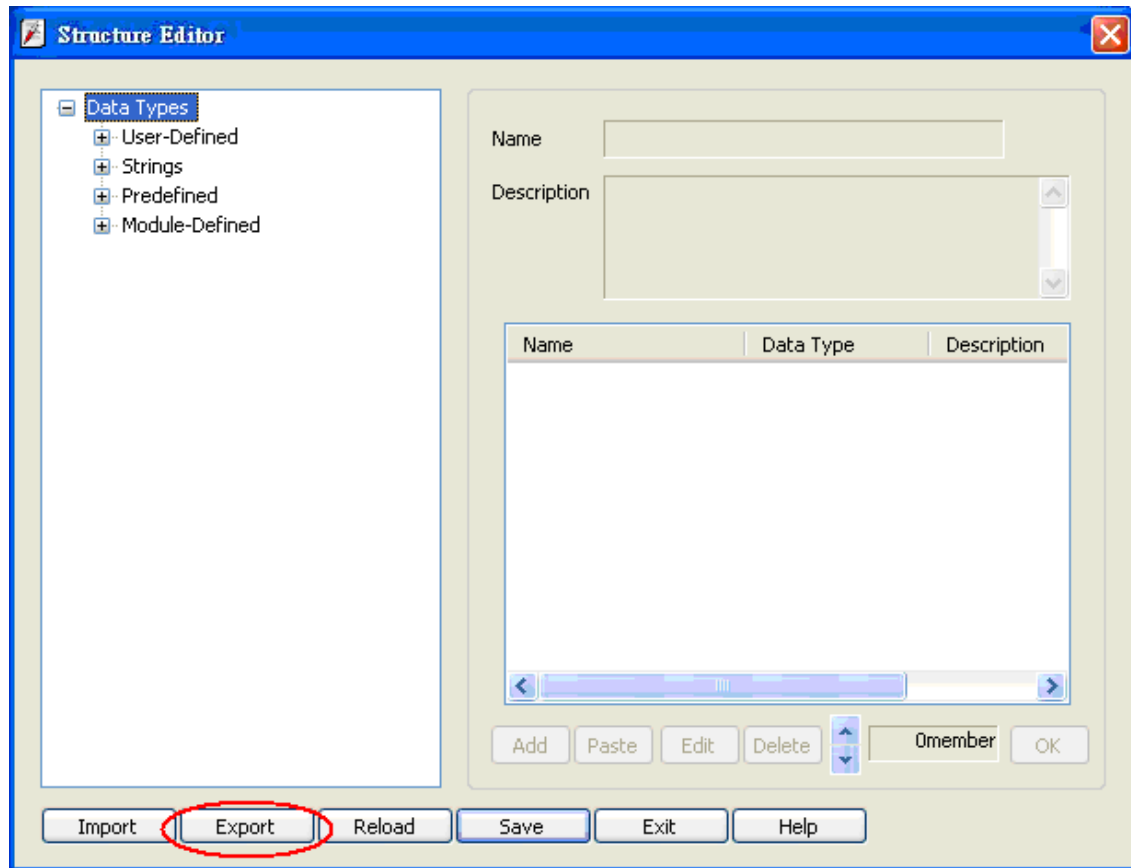 Structure Editor
Data Types
User-Defined
Strings
Predefined
Module-Defined
Name
Description
Name Data Type Description
Add Paste Edit Delete 0member OK
Import Export Reload Save Exit Help